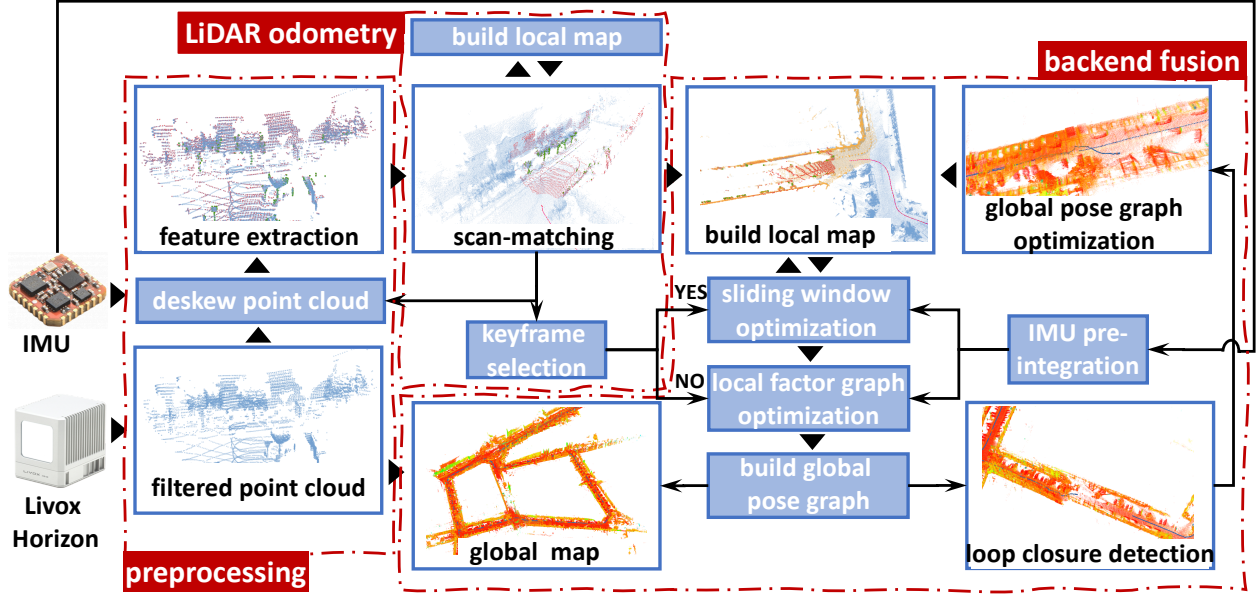 LiDAR odometry
build local map
backend fusion
feature extraction
scan-matching
build local map
global pose graph
optimization
IMU
deskew point cloud
keyframe
selection
YES
NO
sliding window
optimization
local factor graph
optimization
IMU pre-
integration
Livox
Horizon
filtered point cloud
global map
build global
pose graph
loop closure detection
preprocessing